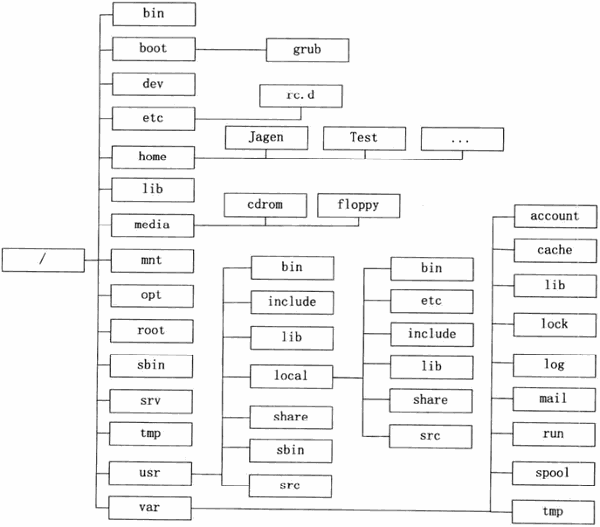 bin
boot
grub
dev
rc.d
etc
Jagen
Test
...
home
lib
cdrom
floppy
media
/
mnt
opt
root
sbin
srv
tmp
usr
var
bin
include
lib
local
share
sbin
src
bin
etc
include
lib
share
src
account
cache
lib
lock
log
mail
run
spool
tmp